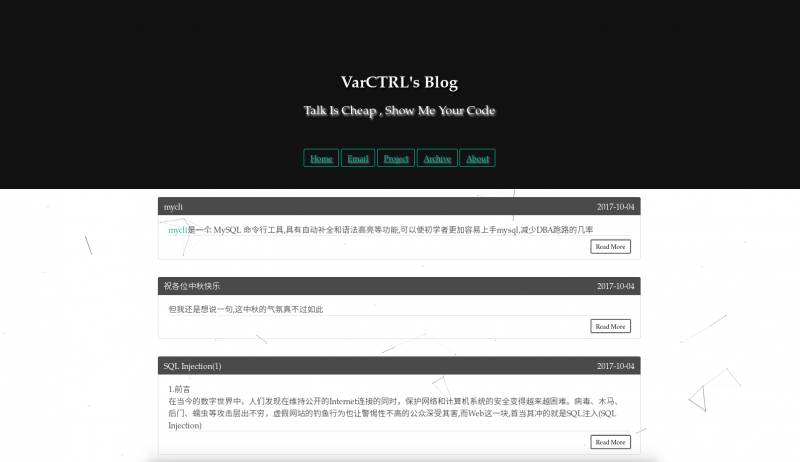 VarCTRL's Blog
Talk Is Cheap , Show Me Your Code
Home Email Project Archive About
mycli 2017-10-04
mycli是一个 MySQL 命令行工具,具有自动补全和语法高亮等功能,可以使初学者更加容易上手mysql,减少DBA跑路的几率
Read More
祝各位中秋快乐 2017-10-04
但我还是想说一句,这中秋的气氛真不过如此
Read More
SQL Injection(1) 2017-10-04
1.前言
在当今的数字世界中，人们发现在维持公开的Internet连接的同时，保护网络和计算机系统的安全变得越来越困难。病毒、木马、
后门、蠕虫等攻击层出不穷，虚假网站的钓鱼行为也让警惕性不高的公众深受其害,而Web这一块,首当其冲的就是SQL注入(SQL
Injection)
Read More